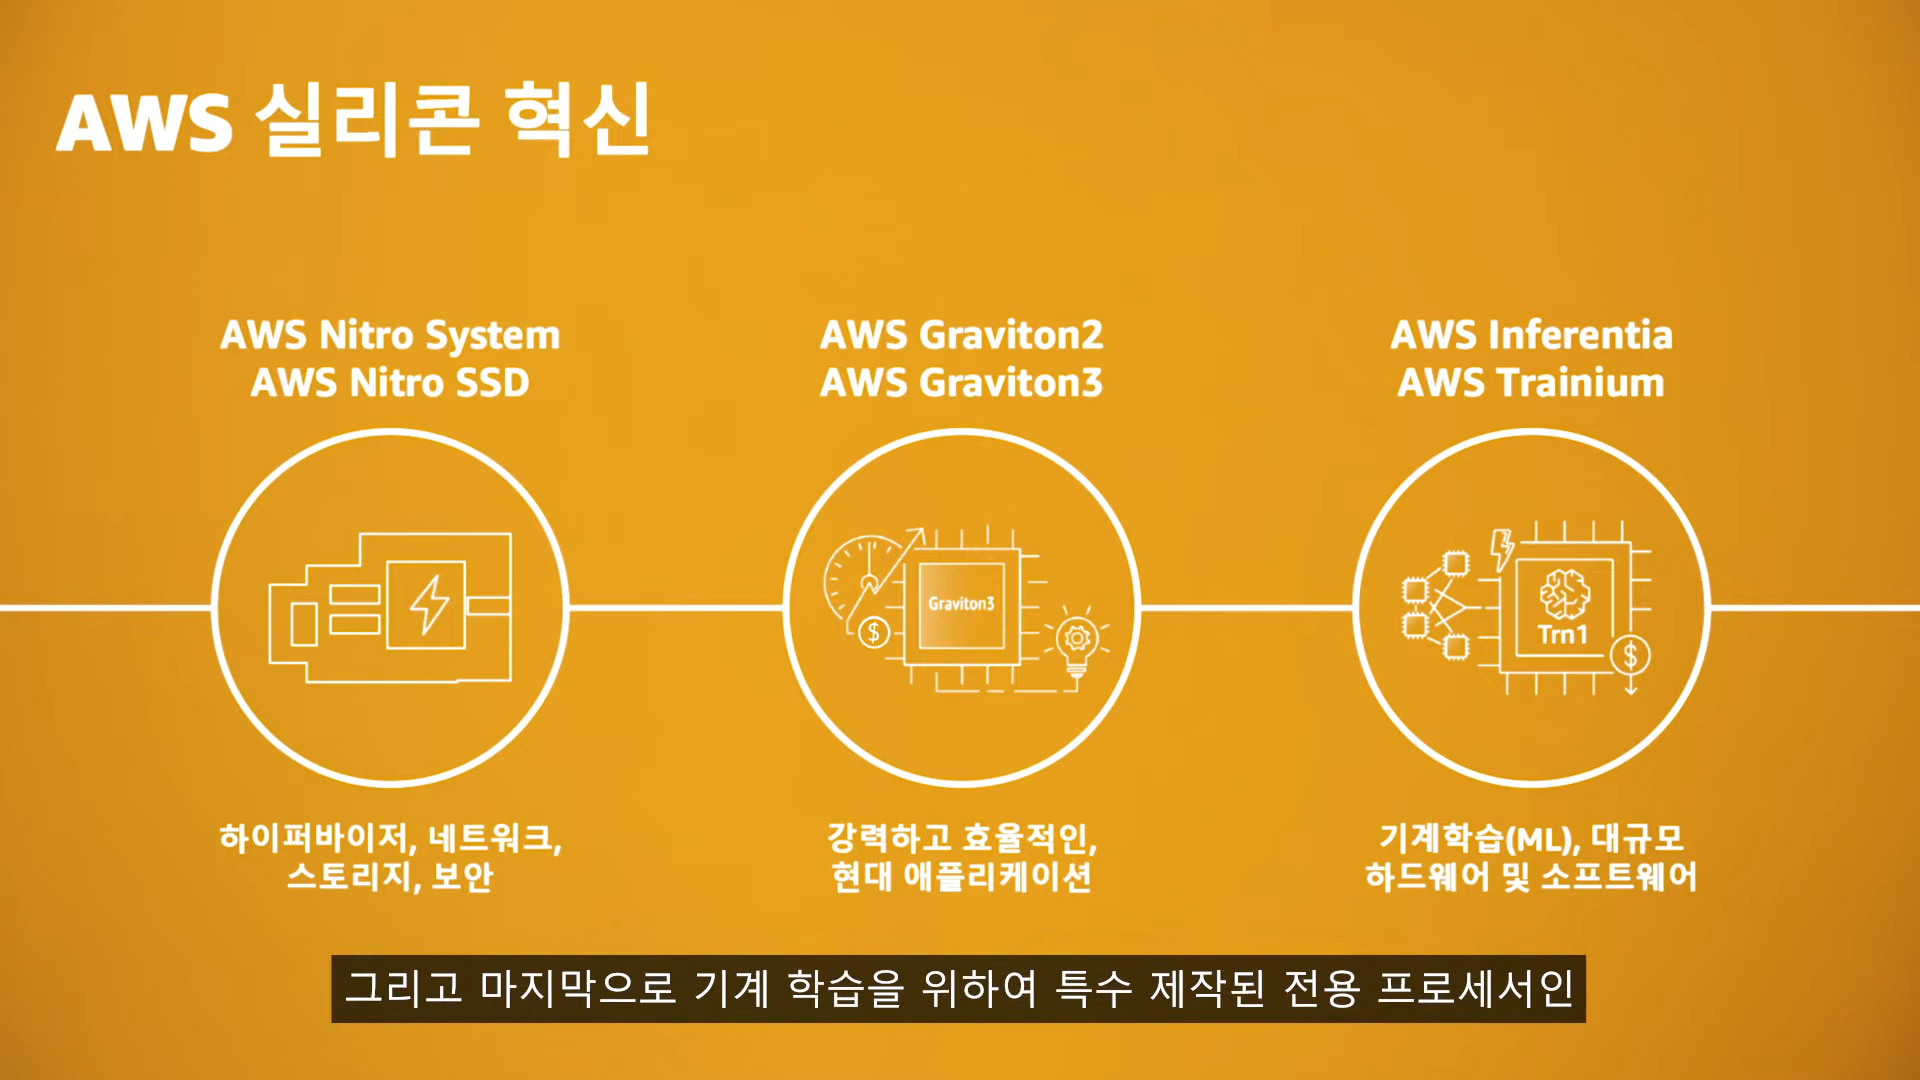 AWS 실리콘 혁신
AWS Nitro System
AWS Nitro SSD
하이퍼바이저, 네트워크,
스토리지, 보안
AWS Graviton2
AWS Graviton3
Graviton3
$
강력하고 효율적인,
현대 애플리케이션
AWS Inferentia
AWS Trainium
Trn1
$
기계학습(ML), 대규모
하드웨어 및 소프트웨어
그리고 마지막으로 기계 학습을 위하여 특수 제작된 전용 프로세서인